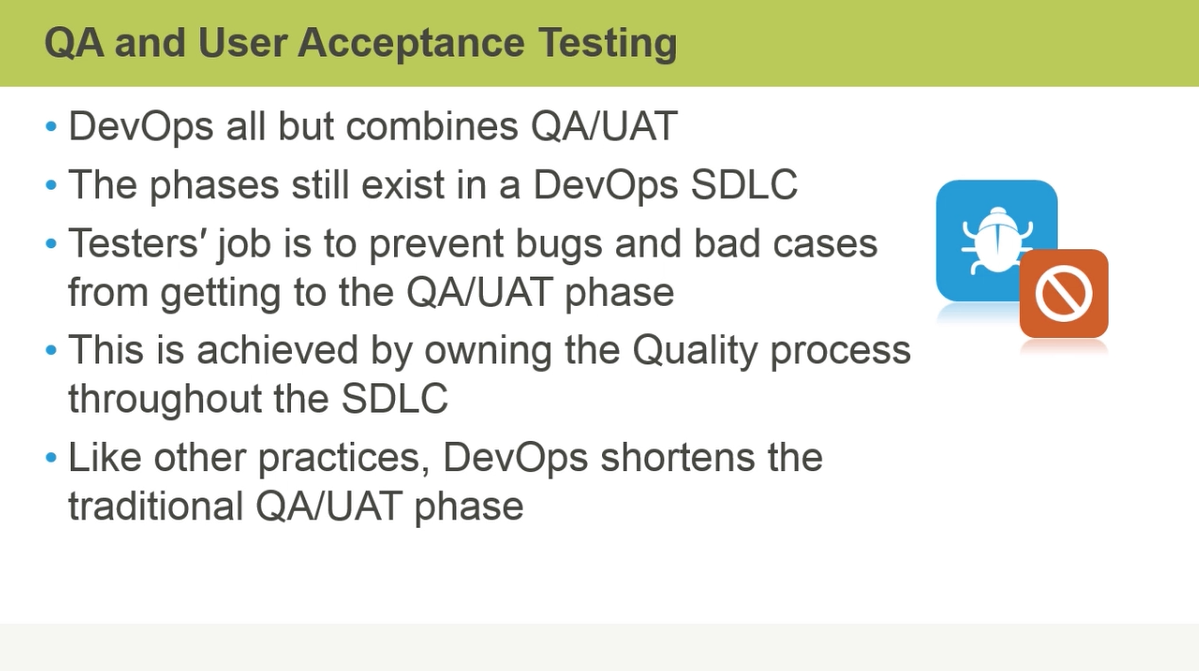 QA and User Acceptance Testing
• DevOps all but combines QA/UAT
• The phases still exist in a DevOps SDLC
• Testers′ job is to prevent bugs and bad cases
from getting to the QA/UAT phase
• This is achieved by owning the Quality process
throughout the SDLC
• Like other practices, DevOps shortens the
traditional QA/UAT phase